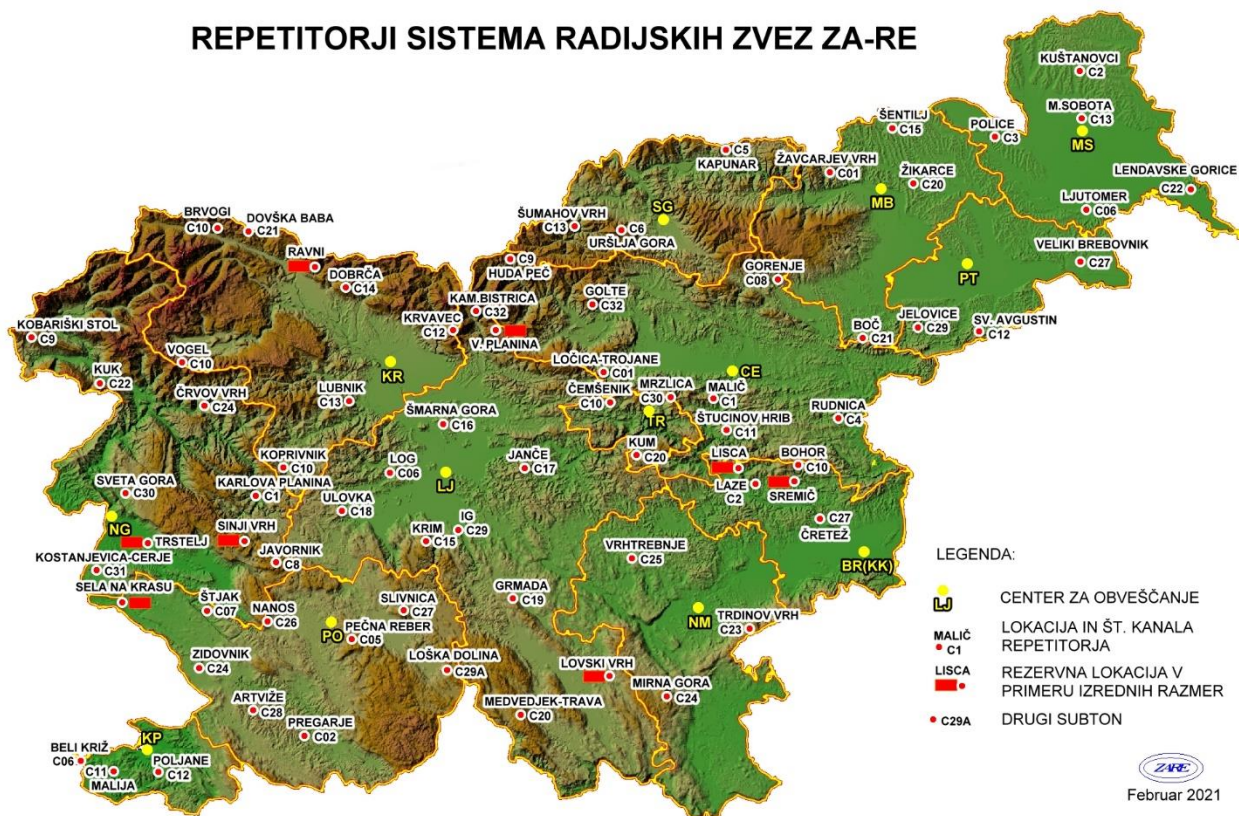 REPETITORJI SISTEMA RADIJSKIH ZVEZ ZA-RE
KUŠTANOVCI
C2
M.SOBOTA
C13
MS
ŠENTILJ
C15
POLICE
C3
C5
KAPUNAR
ŽAVCARJEV VRH
C01
ŽIKARCE
C20
MB
LENDAVSKE GORICE
C22
LJUTOMER
C06
BRVOGI
C10
DOVŠKA BABA
C21
ŠUMAHOV VRH
C13
SG
C6
URŠLJA GORA
VELIKI BREBOVNIK
C27
RAVNI
DOBRČA
C14
C9
HUDA PEČ
GORENJE
C08
PT
KAM.BISTRICA
C32
GOLTE
C32
KOBARIŠKI STOL
C9
KRVAVEC
C12
V. PLANINA
BOČ
C21
JELOVICE
C29
SV. AVGUSTIN
C12
VOGEL
C10
KR
LOČICA-TROJANE
C01
CE
KUK
C22
ČRVOV VRH
C24
LUBNIK
C13
ČEMŠENIK
C10
MRZLICA
C30
MALIČ
C1
TR
ŠMARNA GORA
C16
ŠTUCINOV HRIB
C11
RUDNICA
C4
KOPRIVNIK
C10
LOG
C06
JANČE
C17
KUM
C20
LISCA
BOHOR
C10
LJ
SVETA GORA
C30
KARLOVA PLANINA
C1
ULOVKA
C18
LAZE
C2
SREMIČ
NG
IG
C29
C27
ČRETEŽ
TRSTELJ
SINJI VRH
KRIM
C15
KOSTANJEVICA-CERJE
C31
JAVORNIK
C8
VRHTREBNJE
C25
BR(KK)
LEGENDA:
SELA NA KRASU
ŠTJAK
C07
NANOS
C26
SLIVNICA
C27
GRMADA
C19
LJ
CENTER ZA OBVEŠČANJE
PO
PEČNA REBER
C05
NM
TRDINOV VRH
C23
MALIČ
C1
LOKACIJA IN ŠT. KANALA
REPETITORJA
ZIDOVNIK
C24
LOŠKA DOLINA
C29A
LOVSKI VRH
LISCA
REZERVNA LOKACIJA V
PRIMERU IZREDNIH RAZMER
MIRNA GORA
C24
ARTVIŽE
C28
MEDVEDJEK-TRAVA
C20
C29A
DRUGI SUBTON
PREGARJE
C02
KP
BELI KRIŽ
C06
POLJANE
C12
C11
MALIJA
ZARE
Februar 2021